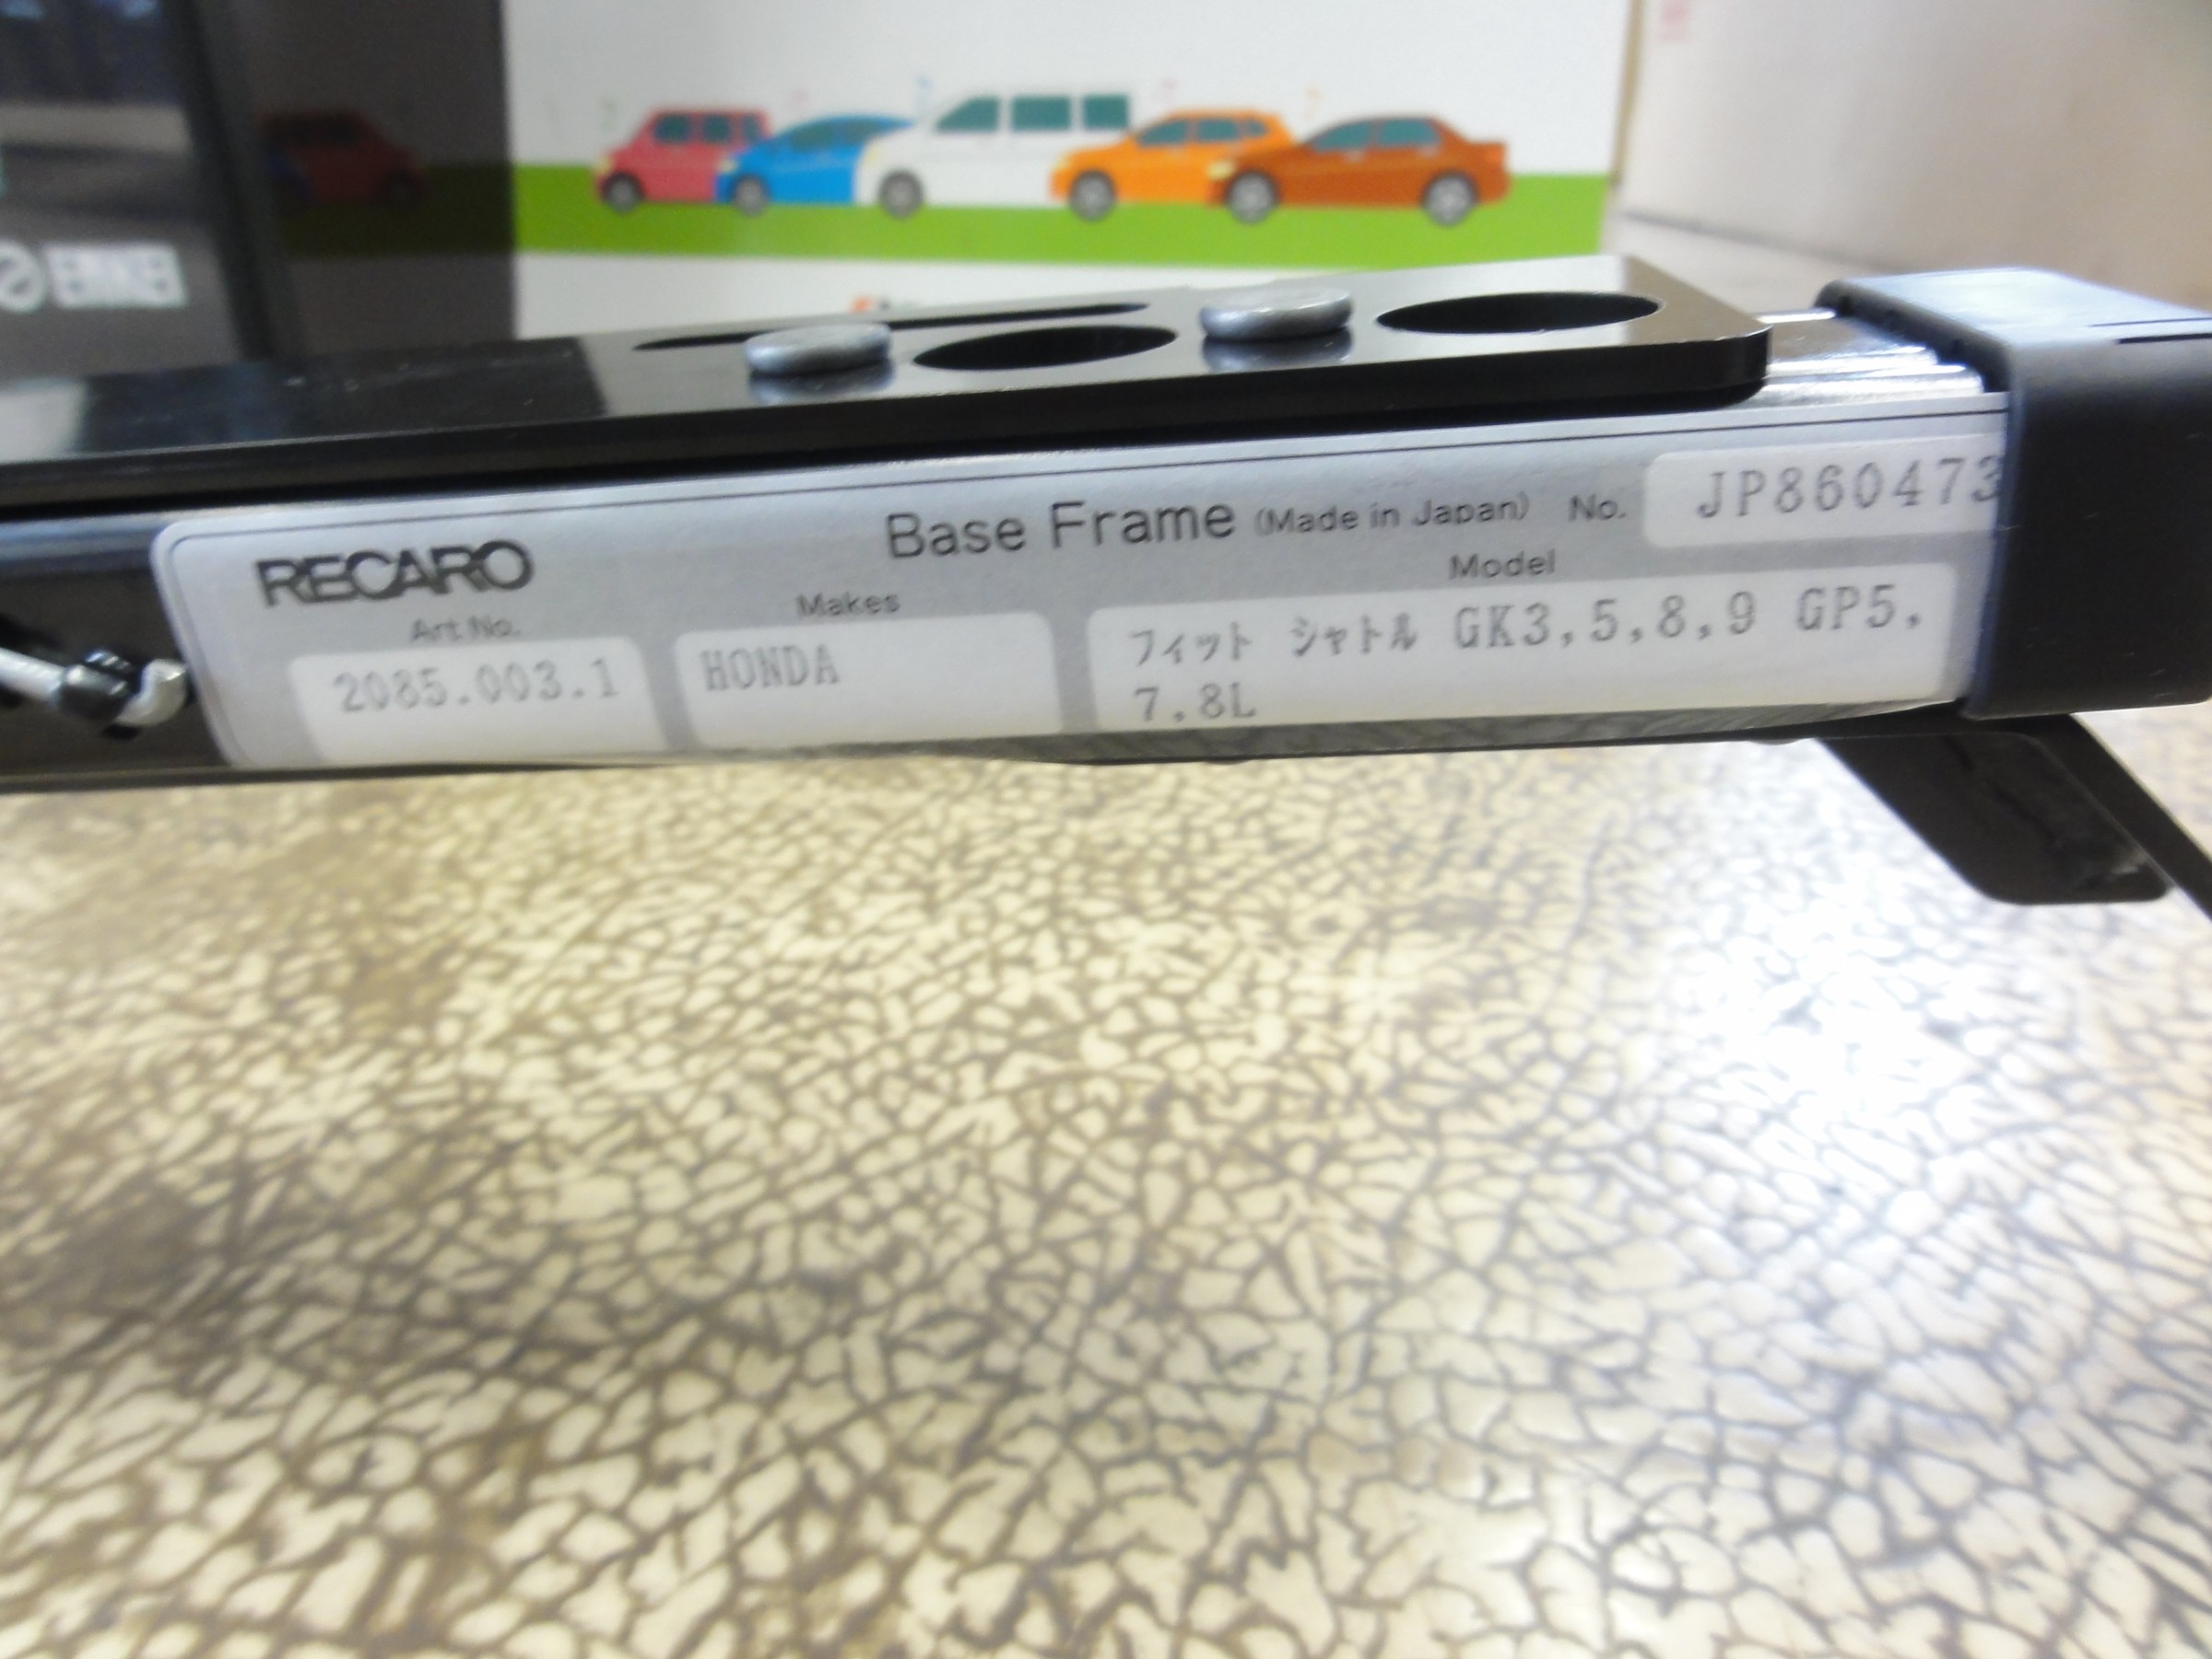 RECARO
Base Frame (Made in Japan) No. JP860473
Art No. Makes Model
2085.003.1 HONDA フィット シャトル GK3,5,8,9 GP5,
7.8L